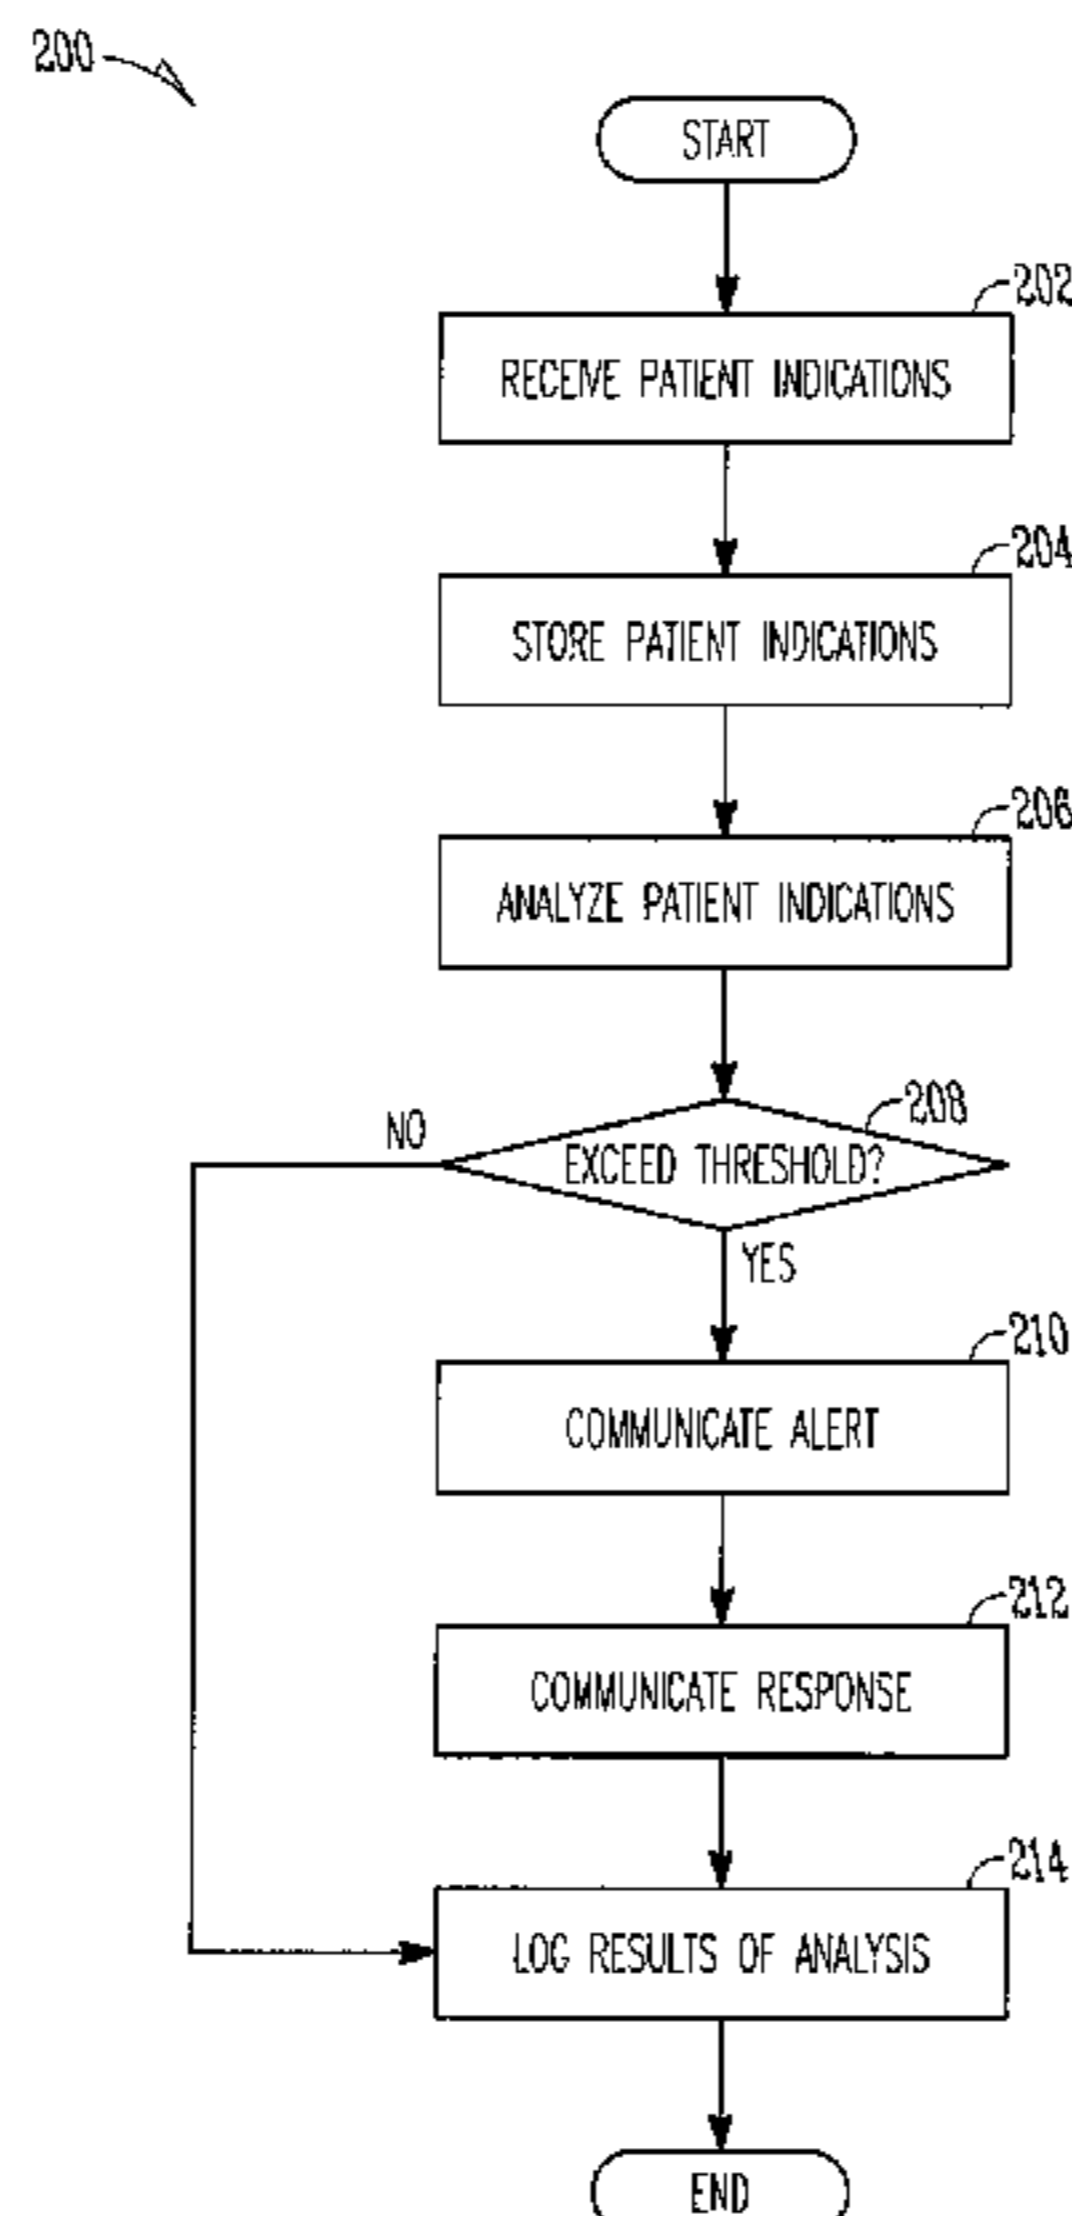 200
START
202
RECEIVE PATIENT INDICATIONS
204
STORE PATIENT INDICATIONS
206
ANALYZE PATIENT INDICATIONS
208
NO
EXCEED THRESHOLD?
YES
210
COMMUNICATE ALERT
212
COMMUNICATE RESPONSE
214
LOG RESULTS OF ANALYSIS
END